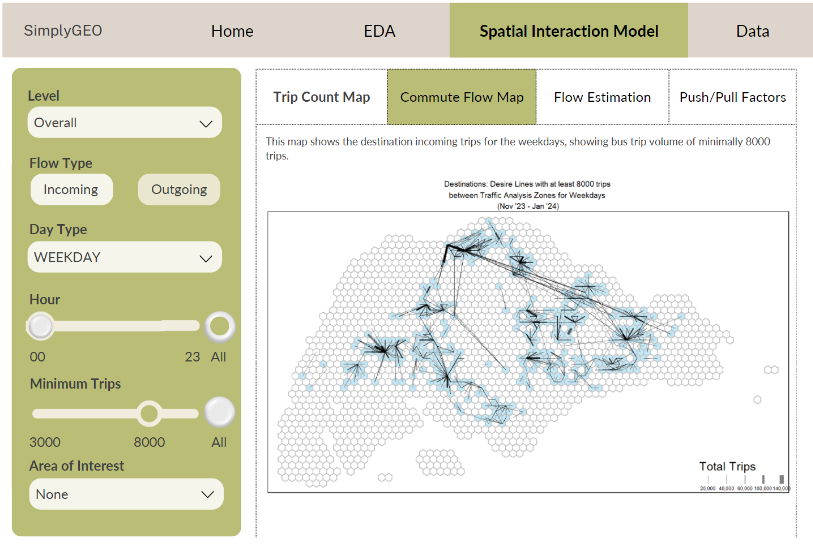 SimplyGEO
Home
EDA
Spatial Interaction Model
Data
Level
Overall
Flow Type
Incoming
Outgoing
Day Type
WEEKDAY
Hour
00
23
All
Minimum Trips
3000
8000
All
Area of Interest
None
Trip Count Map
Commute Flow Map
Flow Estimation
Push/Pull Factors
This map shows the destination incoming trips for the weekdays, showing bus trip volume of minimally 8000
trips.
Destinations: Desire Lines with at least 8000 trips
between Traffic Analysis Zones for Weekdays
(Nov '23 - Jan '24)
Total Trips
20,000 40,000 60,000 100,000 140,000